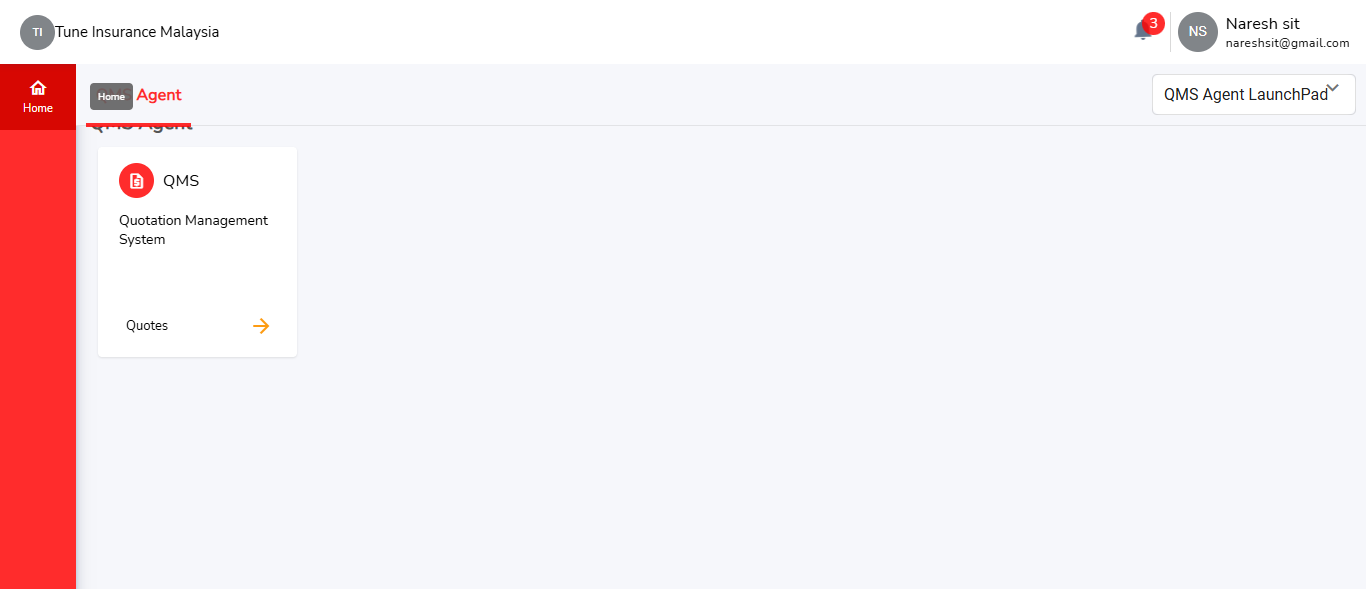 TI Tune Insurance Malaysia
3
NS
Naresh sit
nareshsit@gmail.com
Home
Home
Agent
QMS Agent LaunchPad
QMS Agent
QMS
Quotation Management
System
Quotes